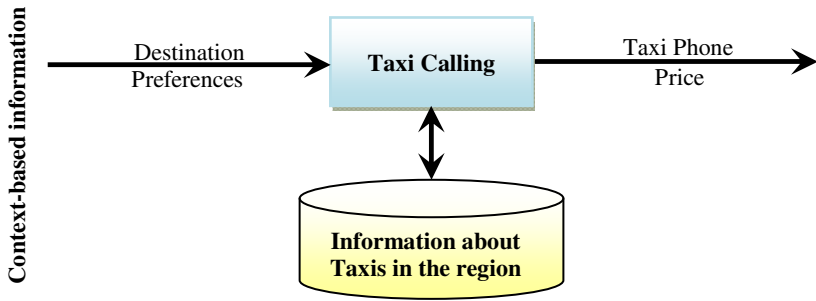 Context-based information
Destination
Preferences
Taxi Calling
Taxi Phone
Price
Information about
Taxis in the region